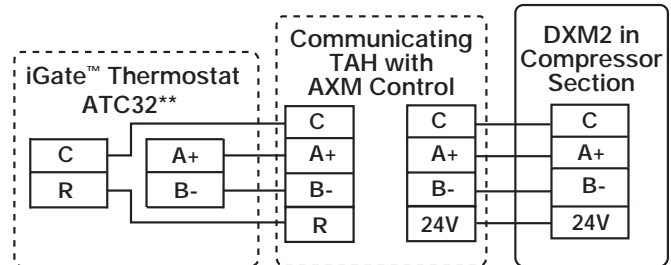 iGate™ Thermostat
ATC32**
C
R
A+
B-
Communicating
TAH with
AXM Control
C
A+
B-
R
C
A+
B-
24V
DXM2 in
Compressor
Section
C
A+
B-
24V